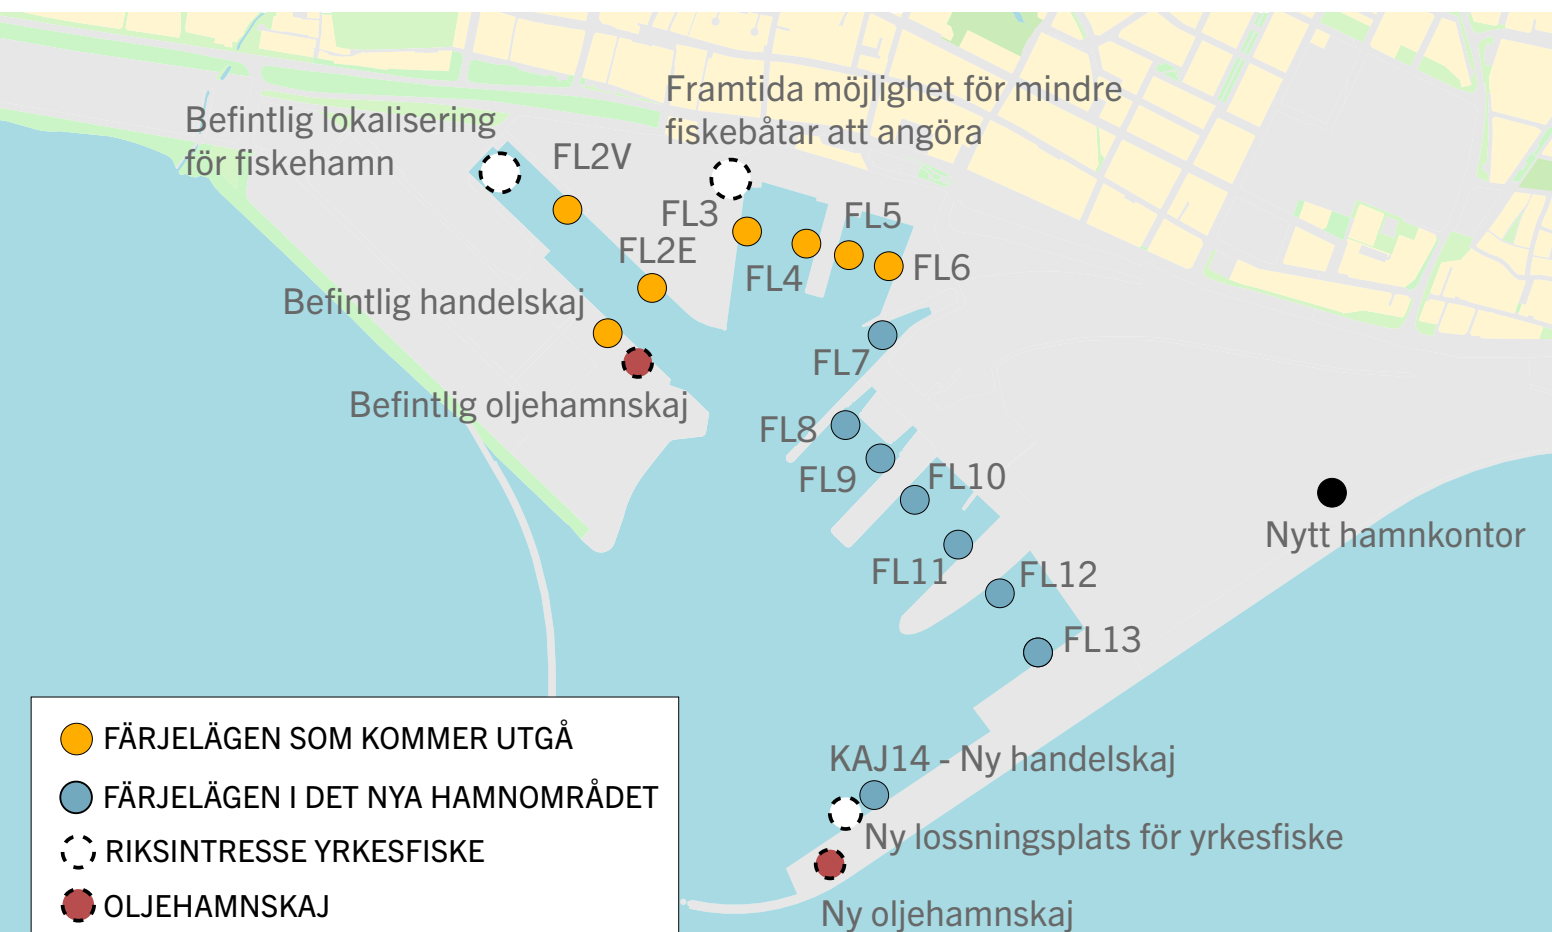 Framtida möjlighet för mindre
fiskebåtar att angöra
Befintlig lokalisering
för fiskehamn
FL2V
FL3
FL5
FL2E
FL4
FL6
Befintlig handelskaj
FL7
Befintlig oljehamnskaj
FL8
FL9
FL10
Nytt hamnkontor
FL11
FL12
FL13
KAJ14 - Ny handelskaj
Ny lossningsplats för yrkesfiske
Ny oljehamnskaj
FÄRJELÄGEN SOM KOMMER UTGÅ
FÄRJELÄGEN I DET NYA HAMNOMRÅDET
RIKSINTRESSE YRKESFISKE
OLJEHAMNSKAJ